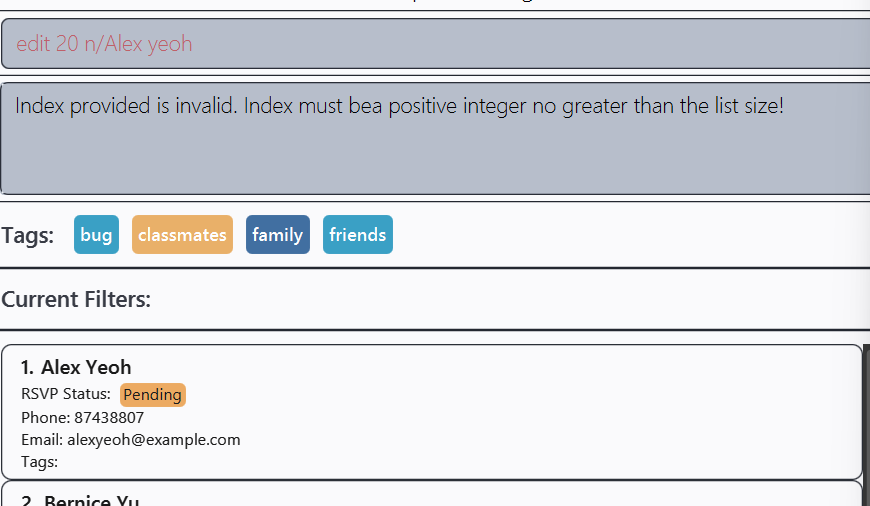 edit 20 n/Alex yeoh
Index provided is invalid. Index must bea positive integer no greater than the list size!
Tags: bug classmates family friends
Current Filters:
1. Alex Yeoh
RSVP Status: Pending
Phone: 87438807
Email: alexyeoh@example.com
Tags:
2. Bernice Yu